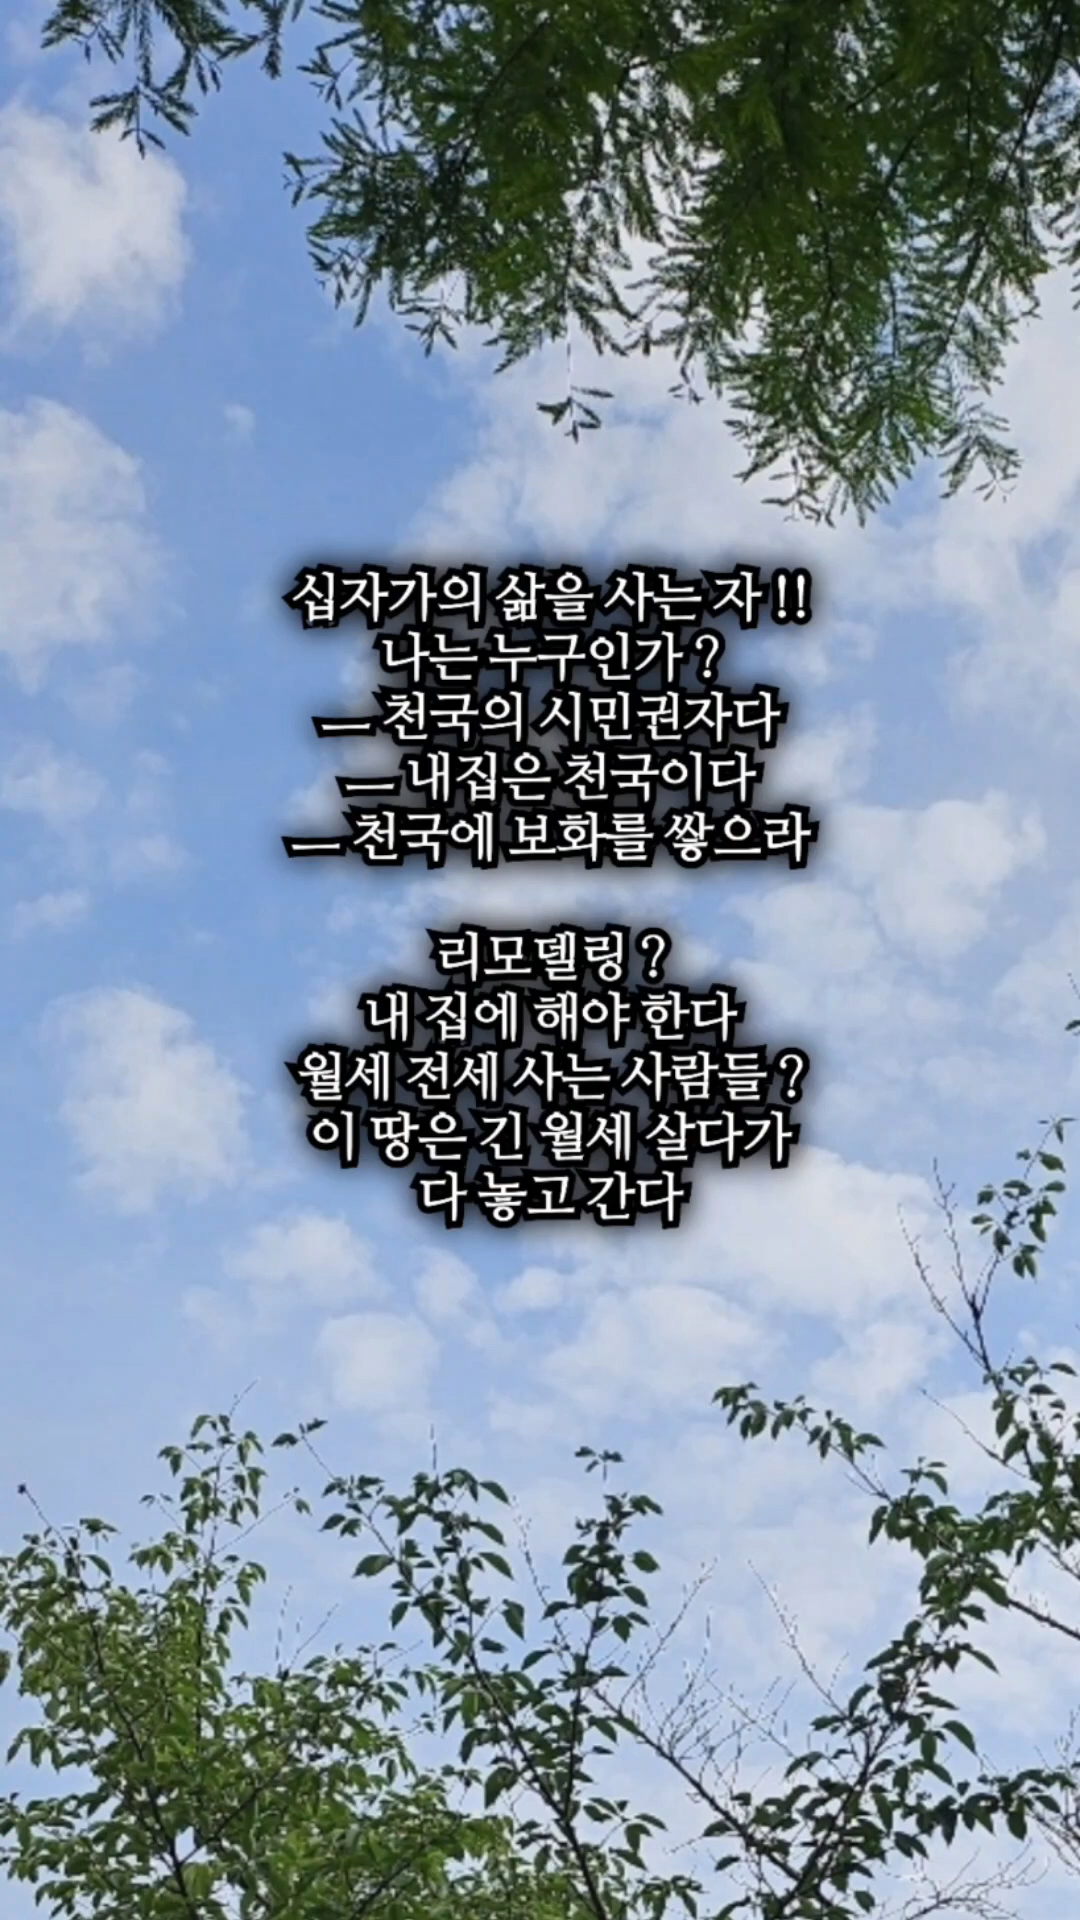 십자가의 삶을 사는 자 !!
나는 누구인가 ?
ㅡ 천국의 시민권자다
ㅡ 내집은 천국이다
ㅡ 천국에 보화를 쌓으라
리모델링 ?
내 집에 해야 한다
월세 전세 사는 사람들 ?
이 땅은 긴 월세 살다가
다 놓고 간다